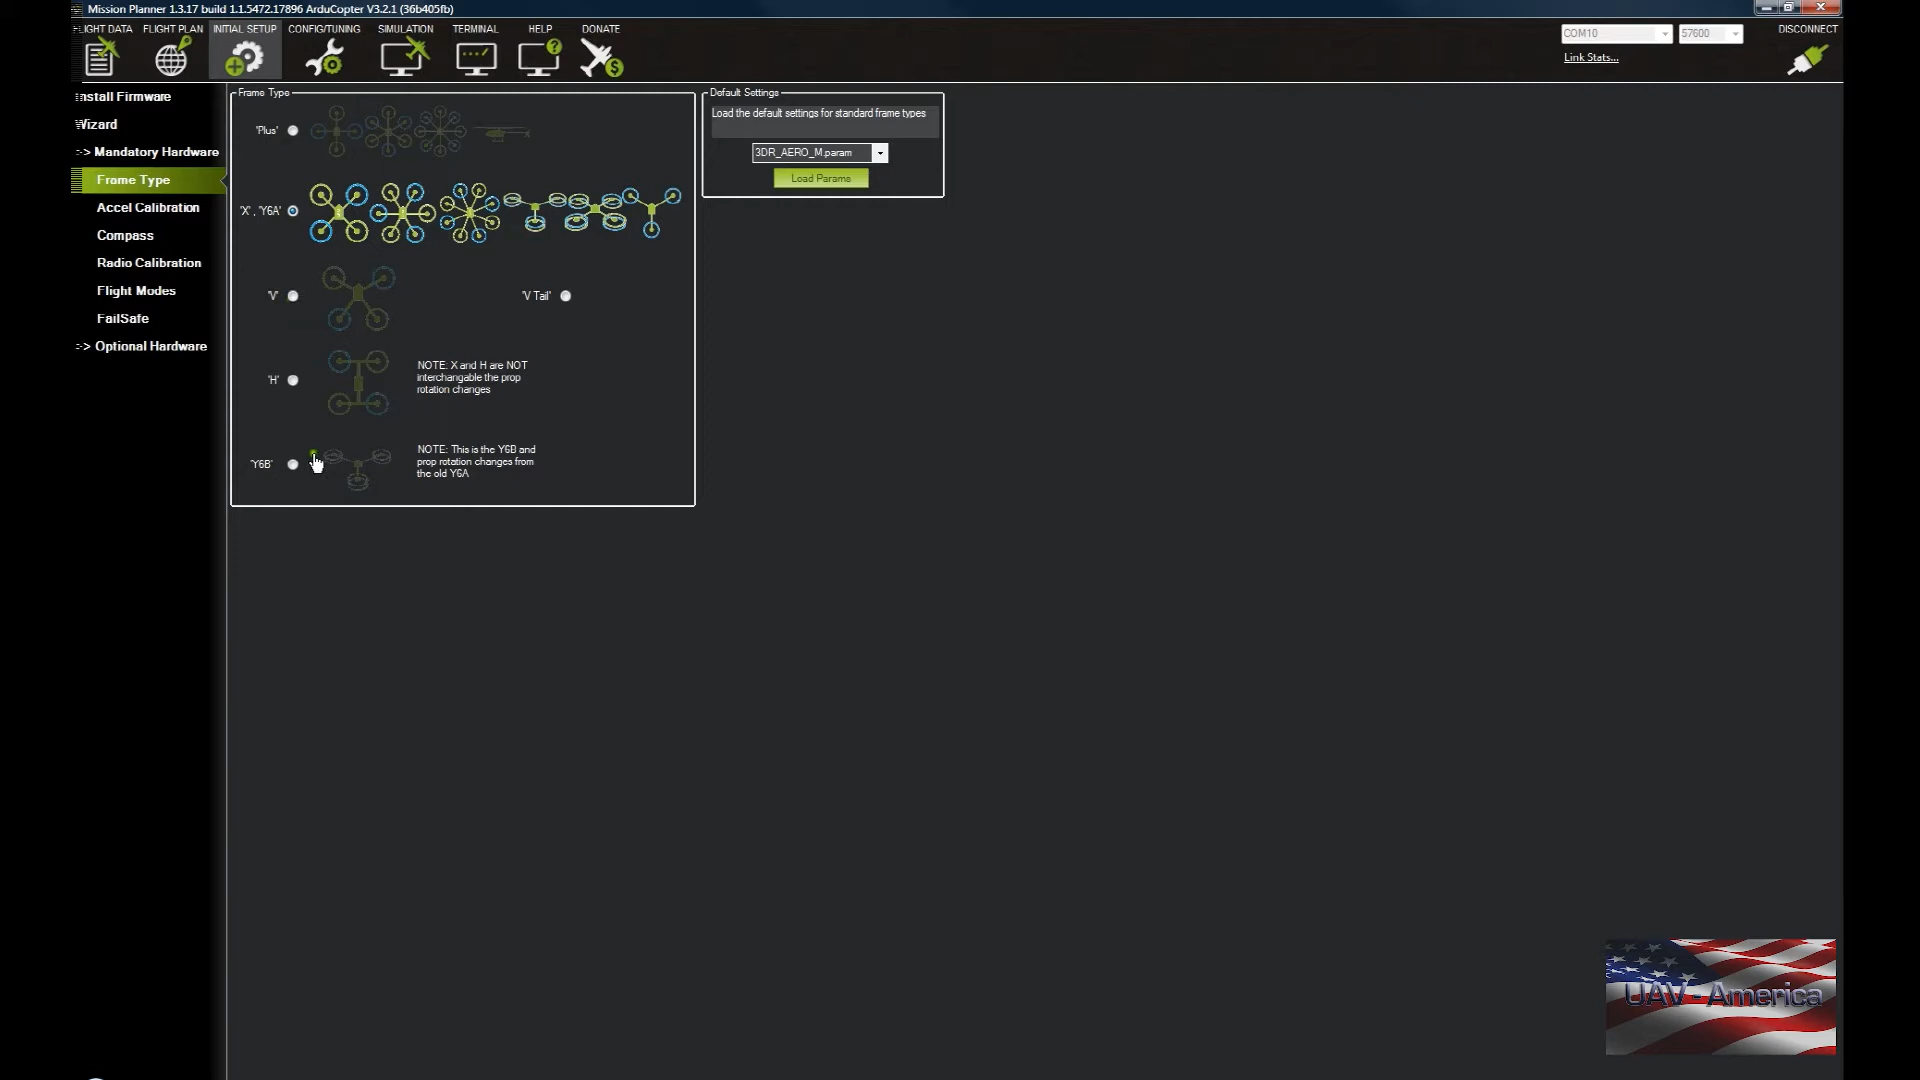 Mission Planner 1.3.17 build 1.1.5472.17896 ArduCopter V3.2.1 (36b405fb)
FLIGHT DATA FLIGHT PLAN INITIAL SETUP CONFIG/TUNING SIMULATION TERMINAL HELP DONATE
COM10 57600 DISCONNECT
Link Stats...
Install Firmware
Wizard
>> Mandatory Hardware
Frame Type
Accel Calibration
Compass
Radio Calibration
Flight Modes
FailSafe
>> Optional Hardware
Frame Type
'Plus'
'X', 'Y6A'
'V'
'V Tail'
'H'
NOTE: X and H are NOT
interchangable the prop
rotation changes
'Y6B'
NOTE: This is the Y6B and
prop rotation changes from
the old Y6A
Default Settings
Load the default settings for standard frame types
3DR_AERO_M.param
Load Params
UAV - America